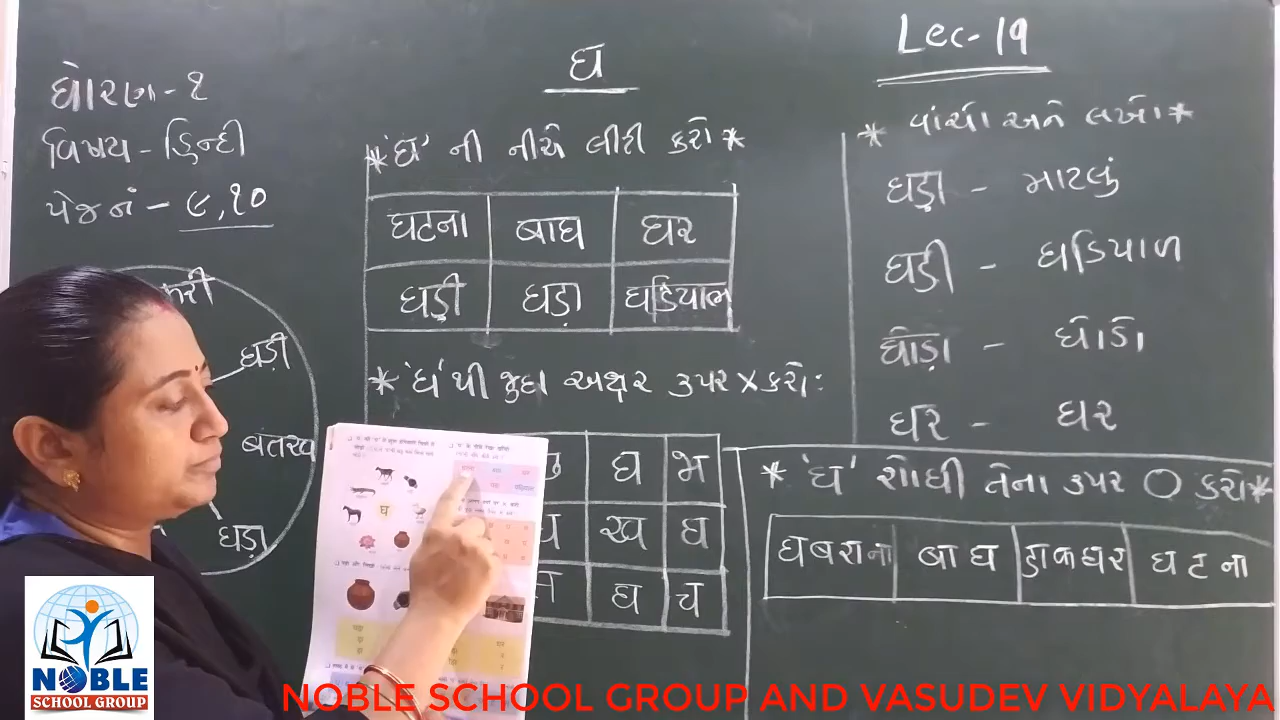 Lec-19
ઘ
ધોરણ-૧
વિષય - હિન્દી
પેજ નં - ૯,૧૦
*'ઘ' ની નીચે લીટી કરો*
घटना बाघ घर
घड़ी घड़ा घडियाल
* વાંચો અને લખો*
घड़ा - માટલું
घड़ी - ઘડિયાળ
घोड़ा - ઘોડો
घर - ઘર
घड़ी
बतख
घड़ा
*'ઘ' થી જુદા અક્ષર ઉપર X કરો:
घ भ
ख घ
घ च
* 'ઘ' શોધી તેના ઉપર O કરો*
घबराना बाघ डाकघर घटना
घ
NOBLE
SCHOOL GROUP
NOBLE SCHOOL GROUP AND VASUDEV VIDYALAYA